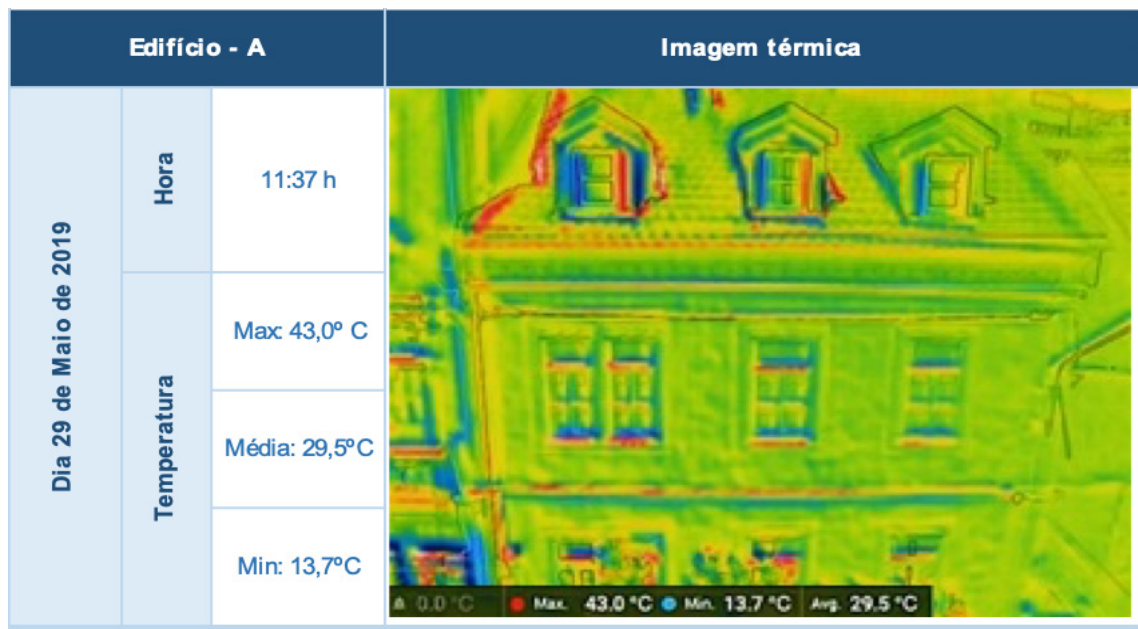 Edifício - A
Imagem térmica
Dia 29 de Maio de 2019
Hora
11:37 h
Temperatura
Max: 43,0º C
Média: 29,5ºC
Min: 13,7ºC
0.0 °C Max. 43.0 °C Min. 13.7 °C Avg. 29.5 °C